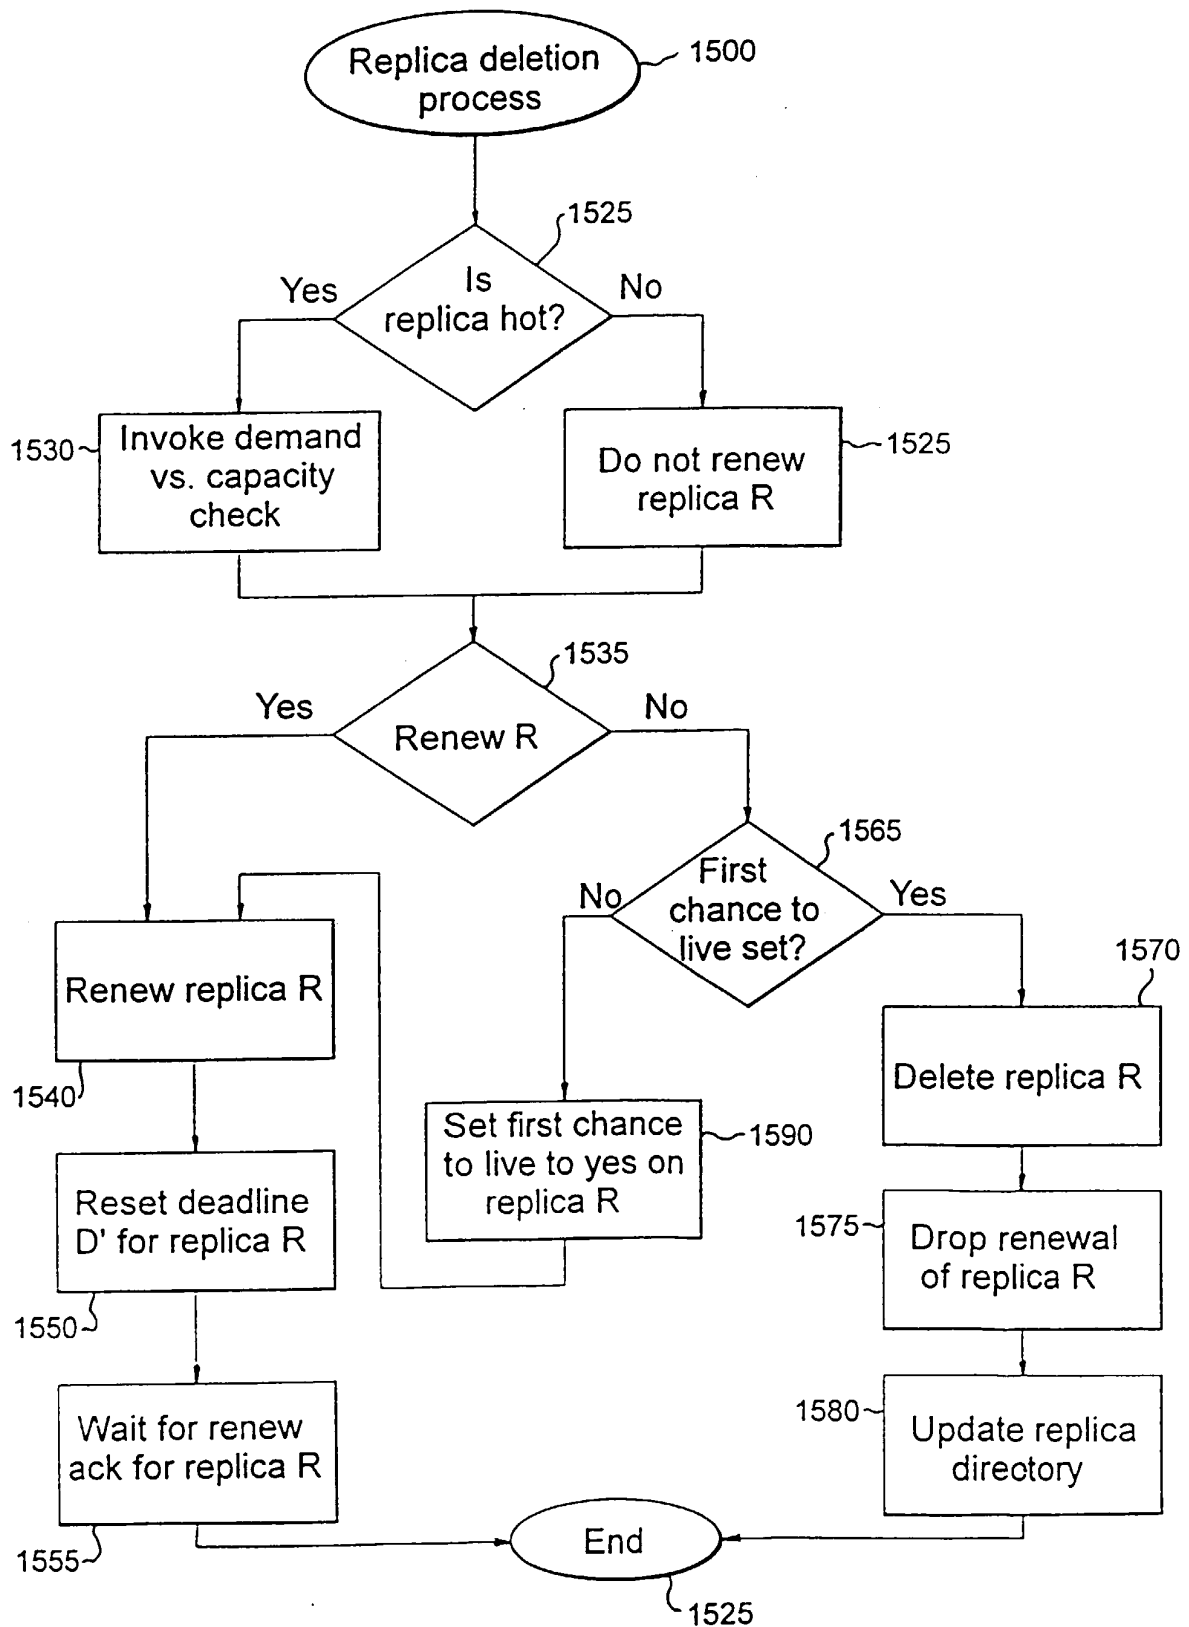 Replica deletion
process
1500
1525
Is
replica hot?
Yes
No
1530
Invoke demand
vs. capacity
check
Do not renew
replica R
1525
1535
Yes
Renew R
No
1565
First
chance to
live set?
No
Yes
1570
Renew replica R
1540
Delete replica R
Set first chance
to live to yes on
replica R
1590
Reset deadline
D' for replica R
1550
1575
Drop renewal
of replica R
Wait for renew
ack for replica R
1555
1580
Update replica
directory
End
1525